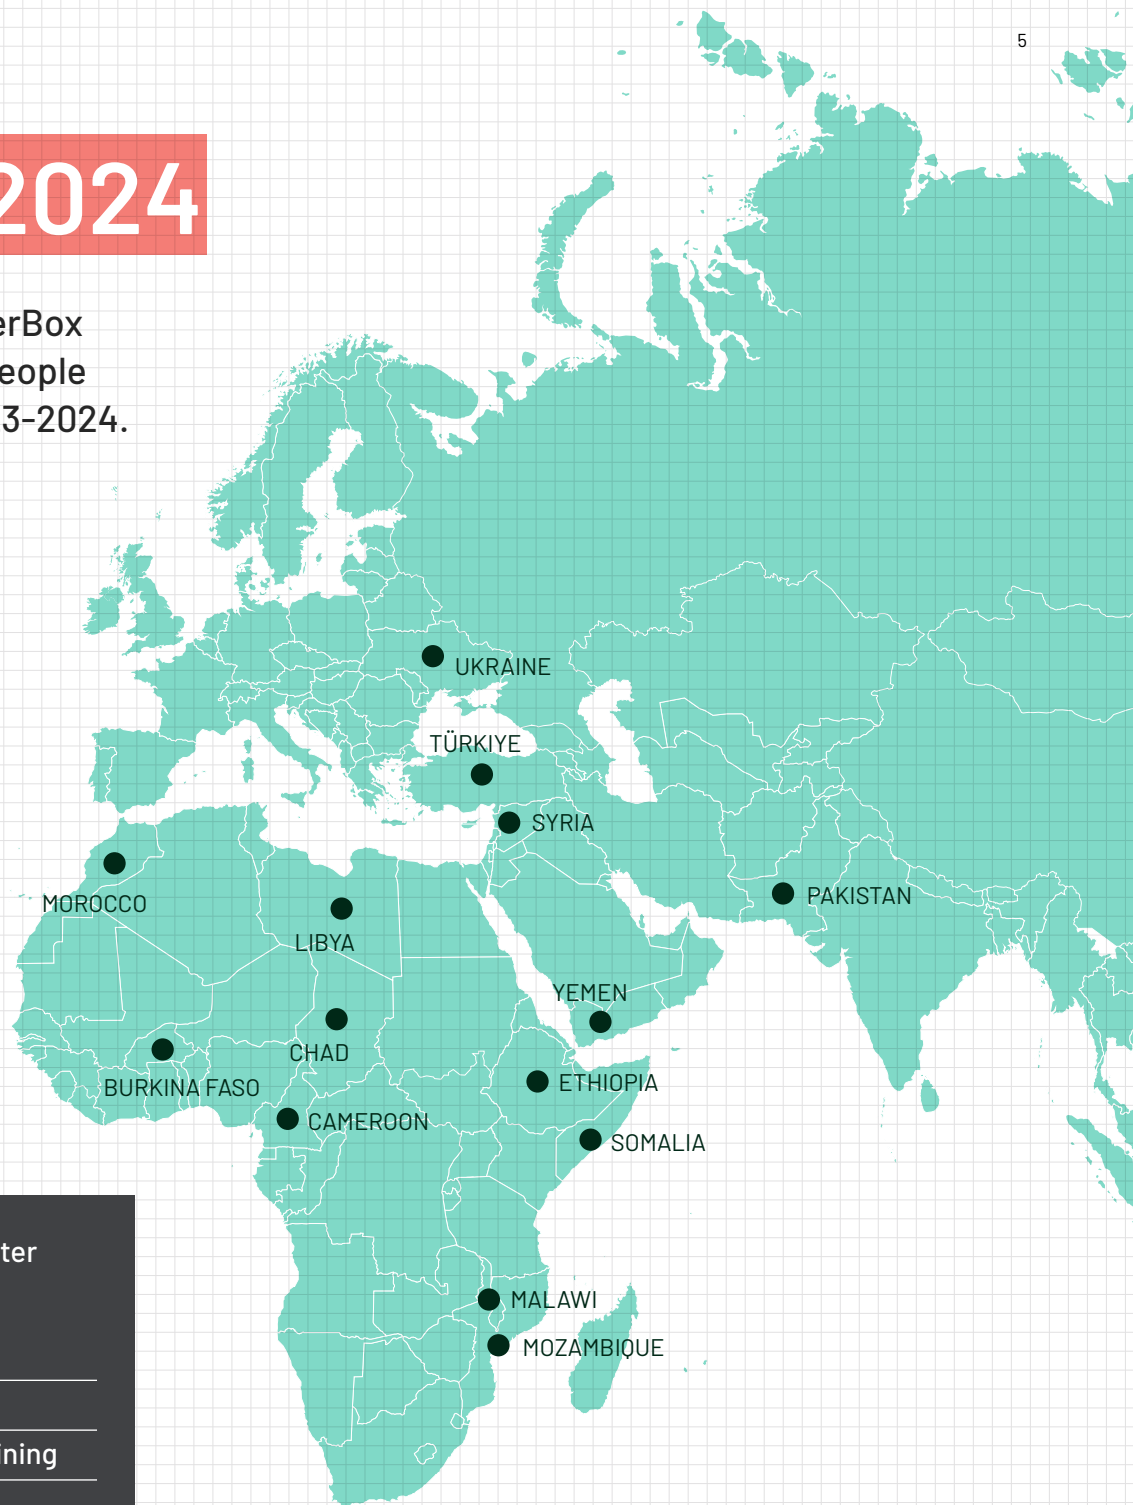 5
2024
erBox
eople
3-2024.
UKRAINE
TÜRKIYE
SYRIA
MOROCCO
PAKISTAN
LIBYA
YEMEN
CHAD
BURKINA FASO
ETHIOPIA
CAMEROON
SOMALIA
ter
MALAWI
MOZAMBIQUE
ining